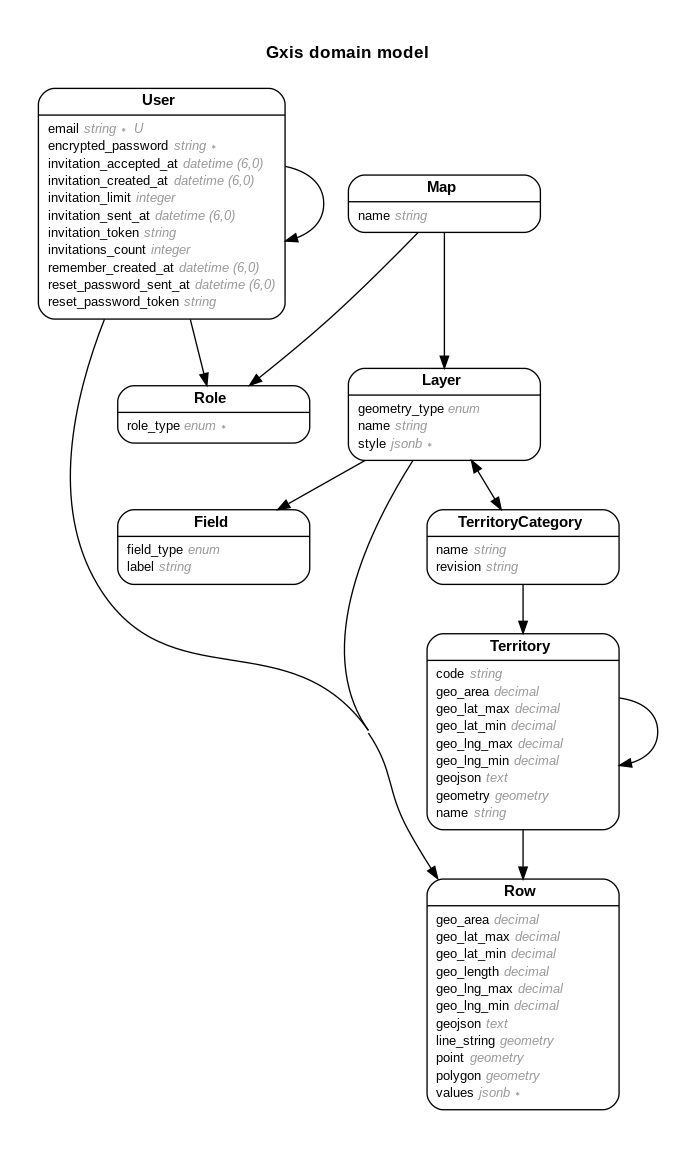 Gxis domain model
User
email string ∗ U
encrypted_password string ∗
invitation_accepted_at datetime (6,0)
invitation_created_at datetime (6,0)
invitation_limit integer
invitation_sent_at datetime (6,0)
invitation_token string
invitations_count integer
remember_created_at datetime (6,0)
reset_password_sent_at datetime (6,0)
reset_password_token string
Map
name string
Role
role_type enum ∗
Layer
geometry_type enum
name string
style jsonb ∗
Field
field_type enum
label string
TerritoryCategory
name string
revision string
Territory
code string
geo_area decimal
geo_lat_max decimal
geo_lat_min decimal
geo_lng_max decimal
geo_lng_min decimal
geojson text
geometry geometry
name string
Row
geo_area decimal
geo_lat_max decimal
geo_lat_min decimal
geo_length decimal
geo_lng_max decimal
geo_lng_min decimal
geojson text
line_string geometry
point geometry
polygon geometry
values jsonb ∗